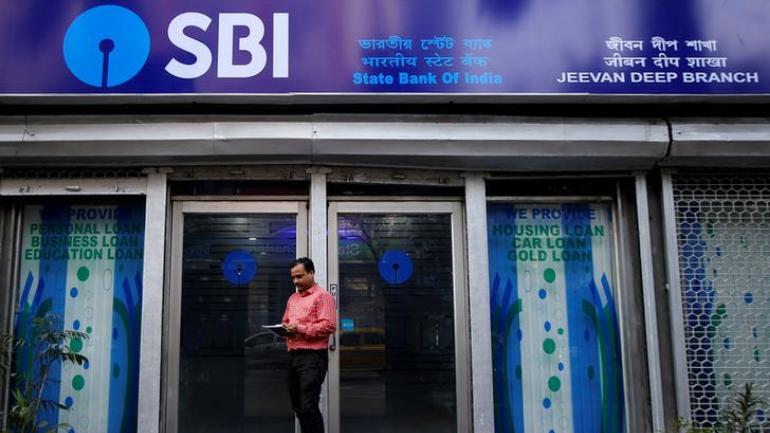 SBI
ভারতীয় স্টেট ব্যাঙ্ক
भारतीय स्टेट बैंक
State Bank Of India
জীবন দীপ শাখা
जीवन दीप शाखा
JEEVAN DEEP BRANCH
WE PROVIDE
PERSONAL LOAN
BUSINESS LOAN
EDUCATION LOAN
WE PROVIDE
HOUSING LOAN
CAR LOAN
GOLD LOAN